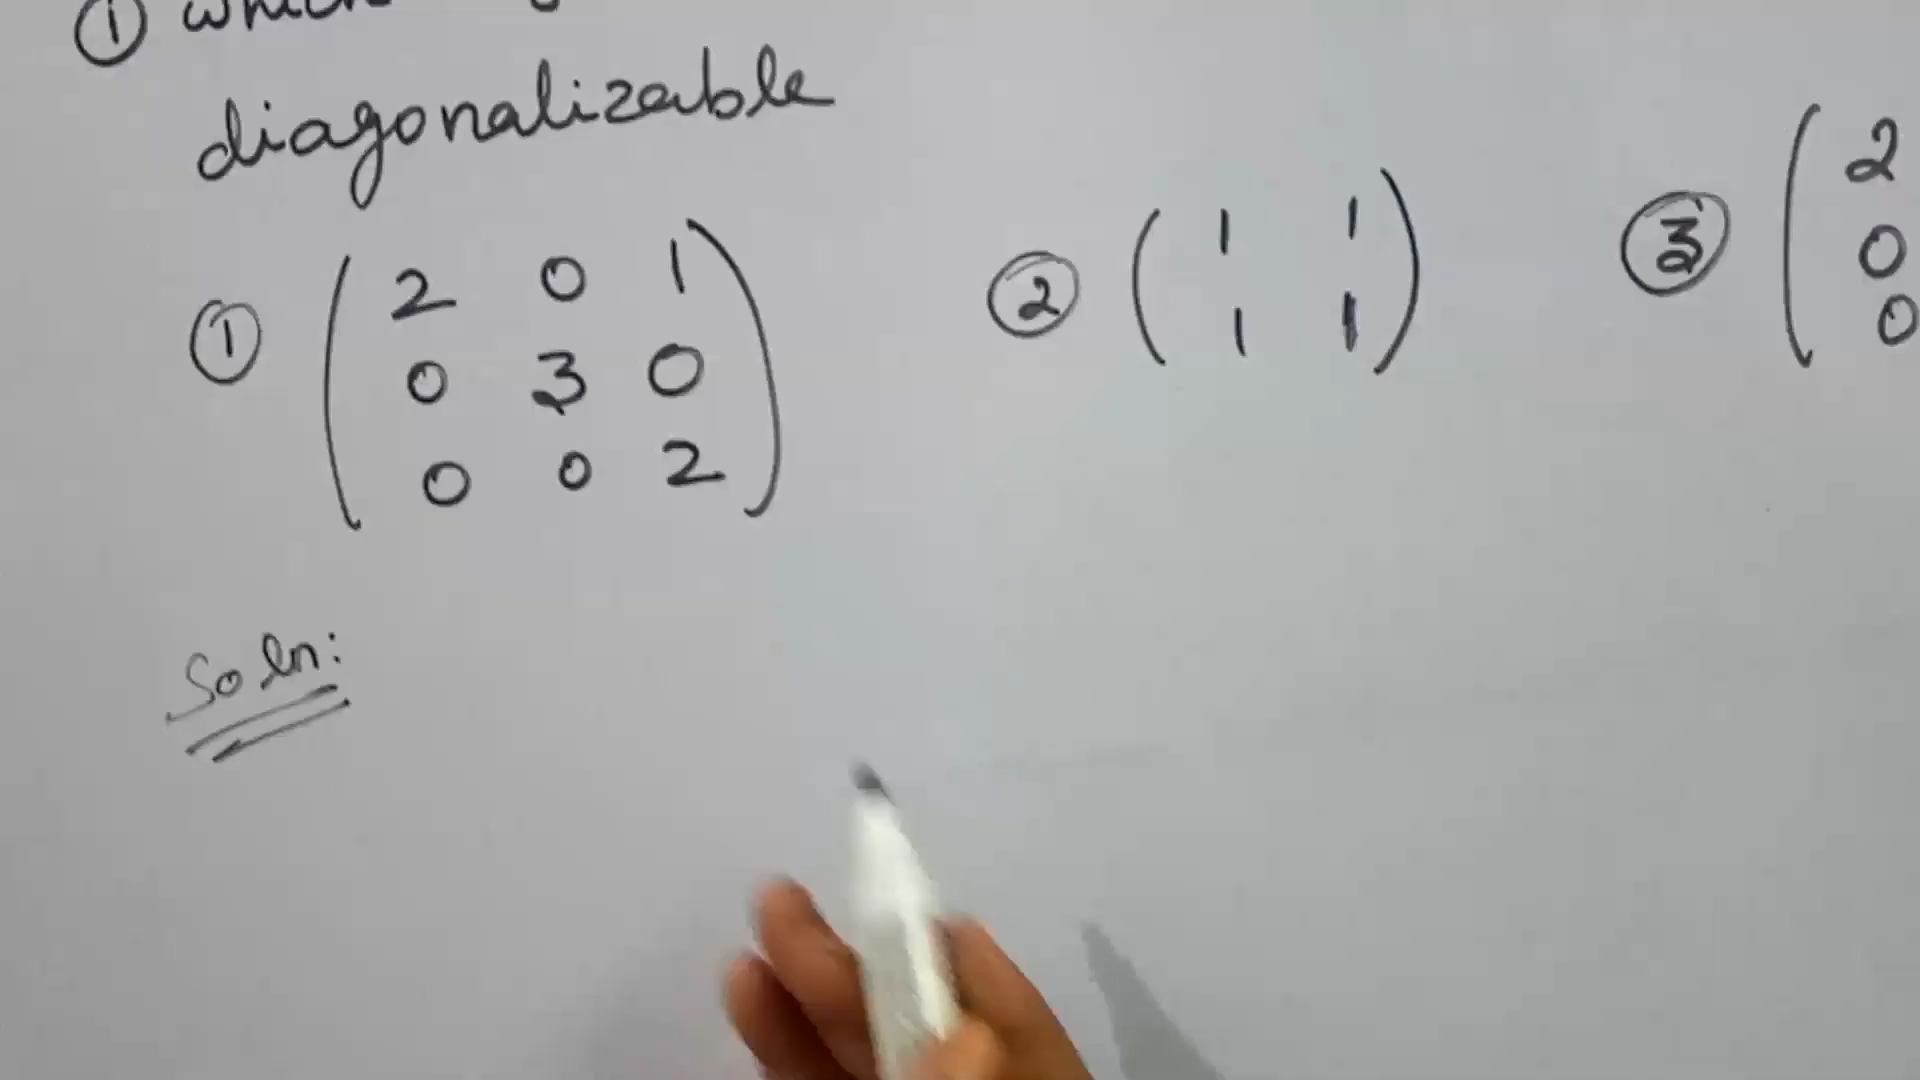 ① which
diagonalizable
① ( 2 0 1
0 3 0
0 0 2 )
② ( 1 1
1 1 )
③ ( 2
0
0
Soln: